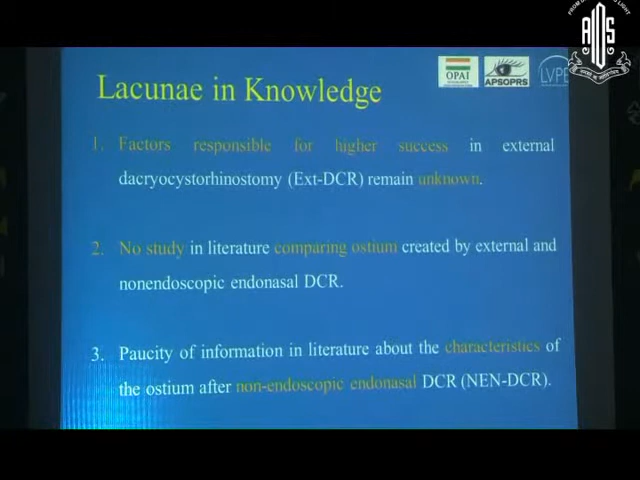 Lacunae in Knowledge
OPAI
APSOPRS
LVPE
1. Factors responsible for higher success in external
dacryocystorhinostomy (Ext-DCR) remain unknown.
2. No study in literature comparing ostium created by external and
nonendoscopic endonasal DCR.
3. Paucity of information in literature about the characteristics of
the ostium after non-endoscopic endonasal DCR (NEN-DCR).